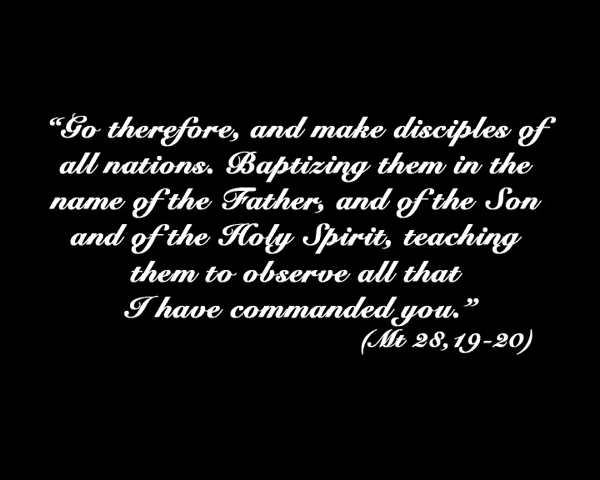 “Go therefore, and make disciples of
all nations. Baptizing them in the
name of the Father, and of the Son
and of the Holy Spirit, teaching
them to observe all that
I have commanded you.”
(Mt 28,19-20)